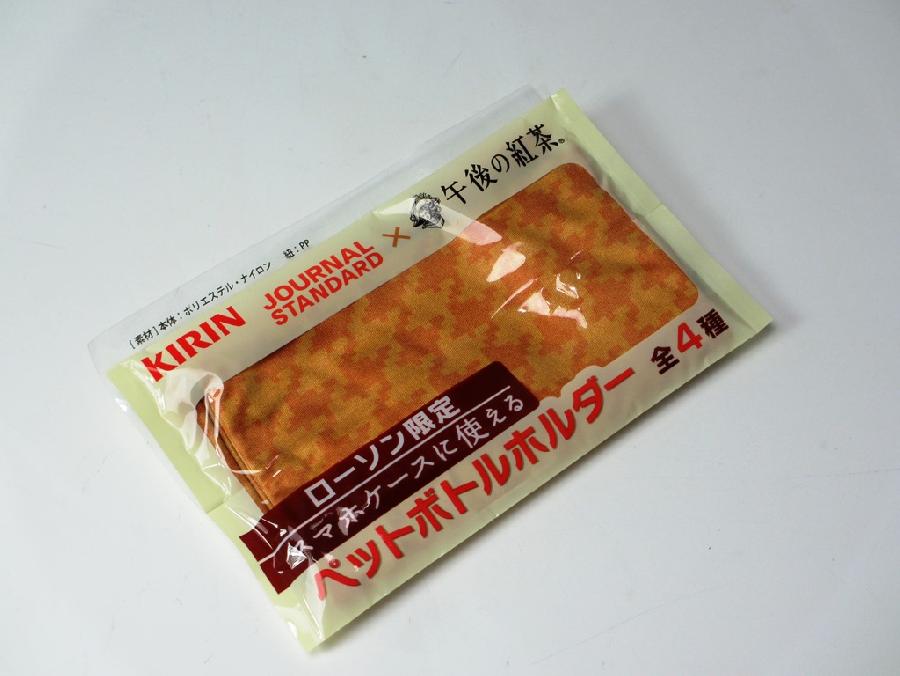 [素材]本体：ポリエステル・ナイロン 紐：PP
KIRIN
JOURNAL
STANDARD
×
午後の紅茶®
ローソン限定
スマホケースに使える
ペットボトルホルダー
全4種